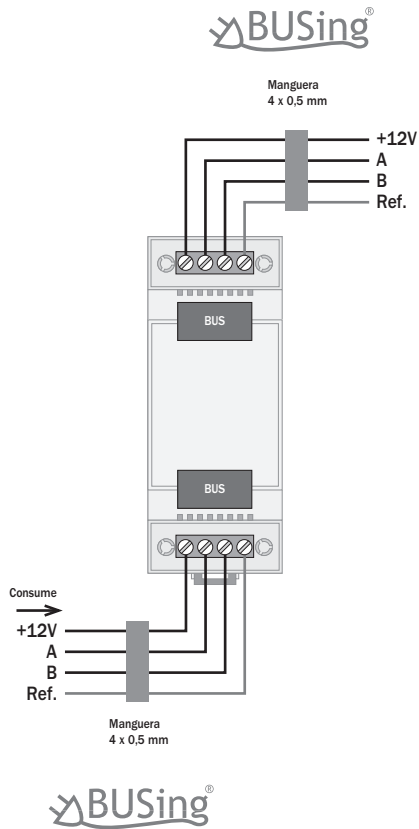 BUSing®
Manguera
4 x 0,5 mm
+12V
A
B
Ref.
BUS
BUS
Consume
+12V
A
B
Ref.
Manguera
4 x 0,5 mm
BUSing®